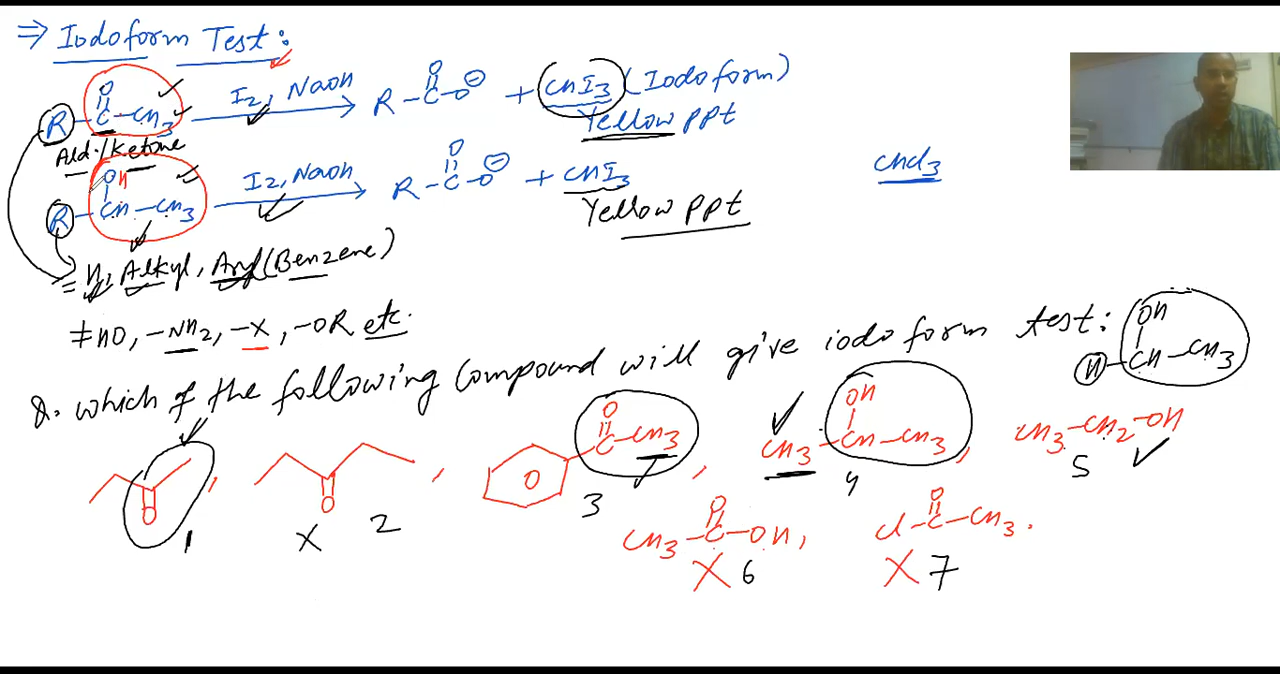 ⇒ Iodoform Test:
R-C(=O)-CH3 I2, NaOH → R-C(=O)-O⊖ + CHI3 (Iodoform)
Yellow ppt
Ald./Ketone
R-CH(OH)-CH3 I2, NaOH → R-C(=O)-O⊖ + CHI3
CHCl3
Yellow ppt
= H, Alkyl, Aryl (Benzene)
≠ HO, -NH2, -X, -OR etc.
Q. which of the following Compound will give iodoform test:
H-CH(OH)-CH3
O 1
O 2 X
O C(=O)-CH3 3
CH3-CH(OH)-CH3, 4
CH3-CH2-OH 5
CH3-C(=O)-OH, X 6
Cl-C(=O)-CH3. X 7